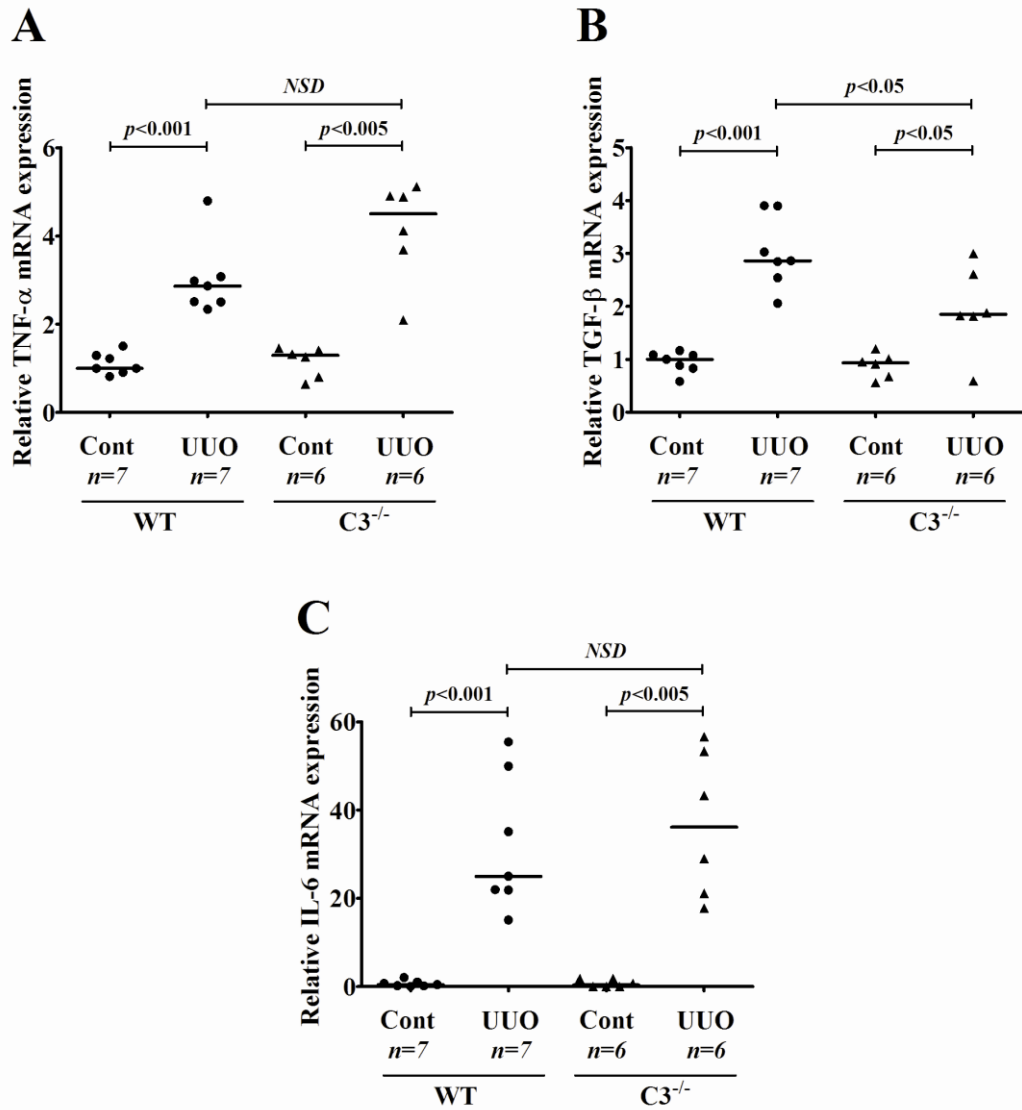 A
Relative TNF-α mRNA expression
NSD
p<0.001
p<0.005
6
4
2
0
Cont
UUO
Cont
UUO
n=7
n=7
n=6
n=6
WT
C3-/-
B
Relative TGF-β mRNA expression
p<0.05
p<0.001
p<0.05
5
4
3
2
1
0
Cont
UUO
Cont
UUO
n=7
n=7
n=6
n=6
WT
C3-/-
C
Relative IL-6 mRNA expression
NSD
p<0.001
p<0.005
60
40
20
0
Cont
UUO
Cont
UUO
n=7
n=7
n=6
n=6
WT
C3-/-